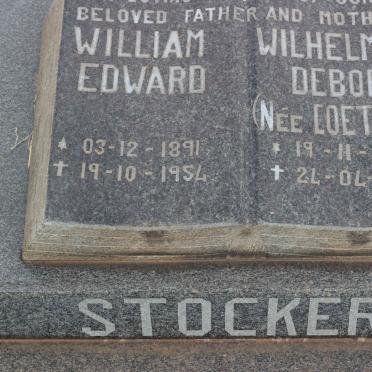 BELOVED FATHER AND MOTH
WILLIAM
EDWARD
* 03-12-1891
† 19-10-1954
WILHELM
DEBO
(NÉE COET
* 19-11-
† 24-04-
STOCKER